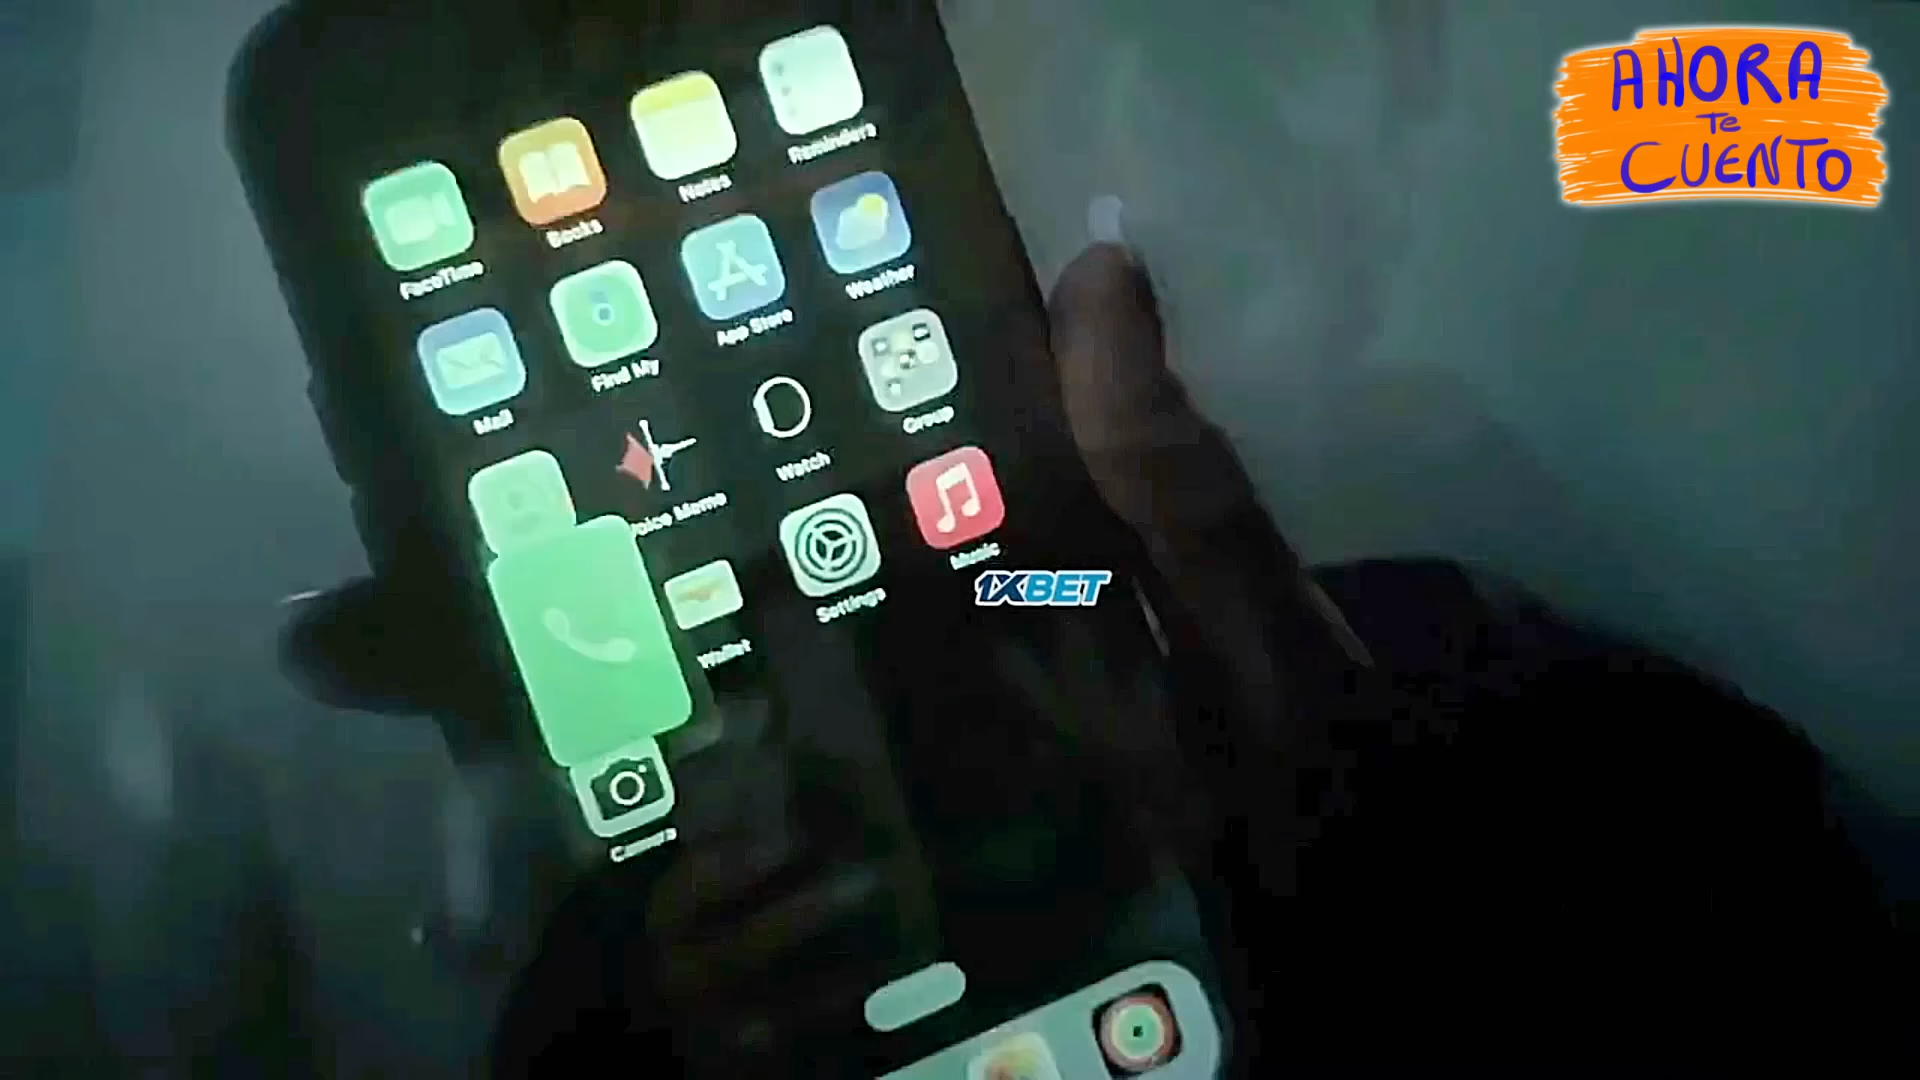 AHORA
Te
CUENTO
Reminders
Notes
Books
FaceTime
Weather
App Store
Find My
Mail
Group
Watch
Voice Memo
Music
Settings
Wallet
Camera
1XBET